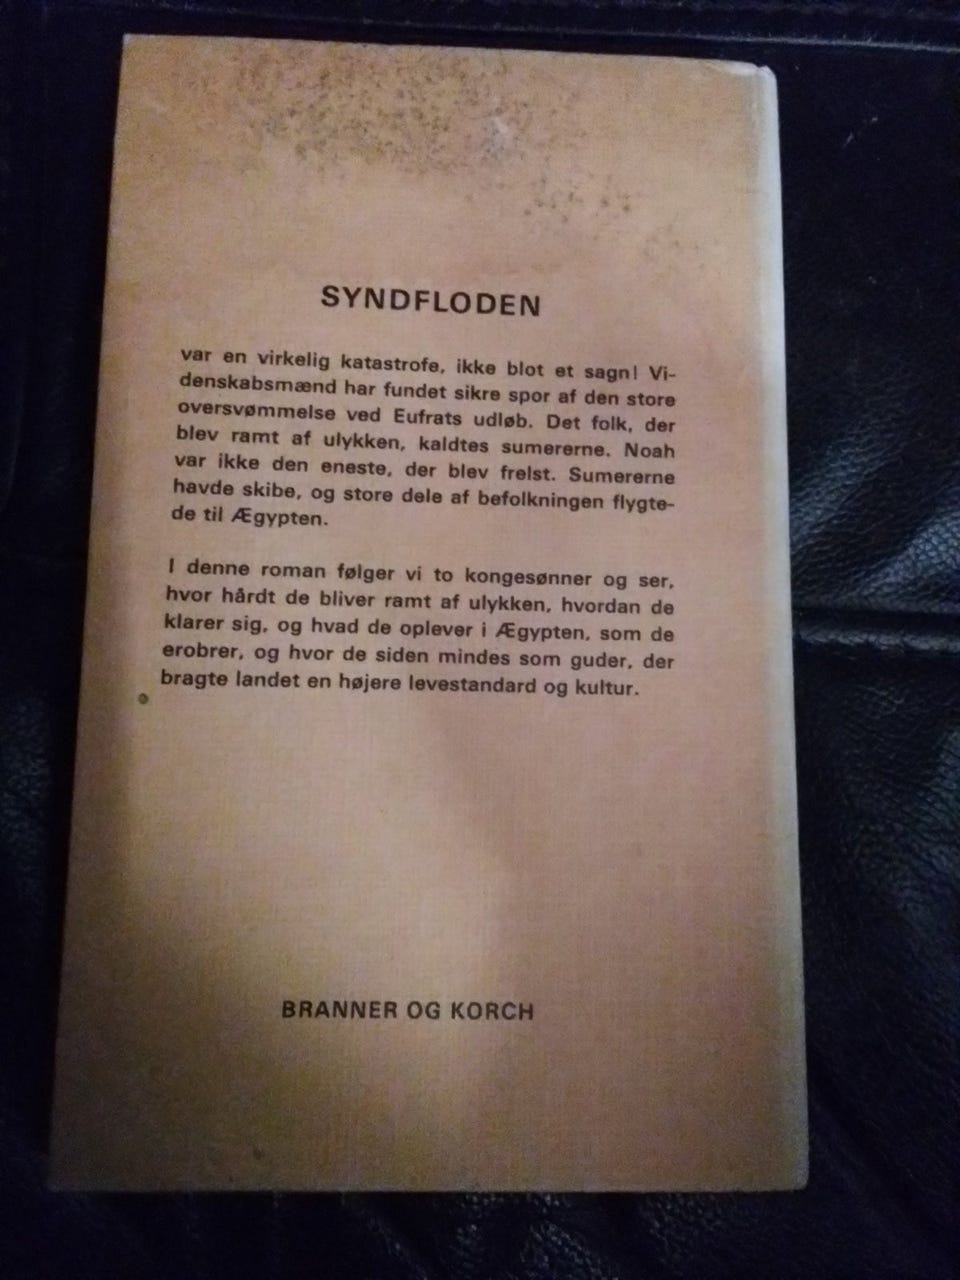 SYNDFLODEN
var en virkelig katastrofe, ikke blot et sagn! Vi-
denskabsmænd har fundet sikre spor af den store
oversvømmelse ved Eufrats udløb. Det folk, der
blev ramt af ulykken, kaldtes sumererne. Noah
var ikke den eneste, der blev frelst. Sumererne
havde skibe, og store dele af befolkningen flygte-
de til Ægypten.
I denne roman følger vi to kongesønner og ser,
hvor hårdt de bliver ramt af ulykken, hvordan de
klarer sig, og hvad de oplever i Ægypten, som de
erobrer, og hvor de siden mindes som guder, der
bragte landet en højere levestandard og kultur.
BRANNER OG KORCH